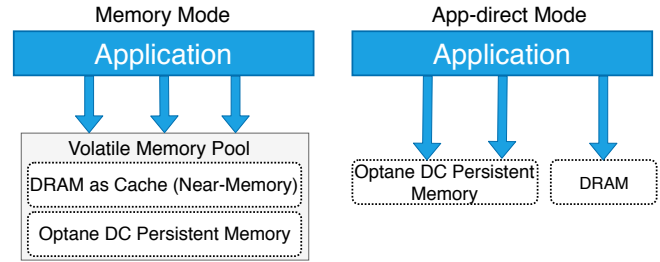 Memory Mode
Application
Volatile Memory Pool
DRAM as Cache (Near-Memory)
Optane DC Persistent Memory
App-direct Mode
Application
Optane DC Persistent
Memory
DRAM